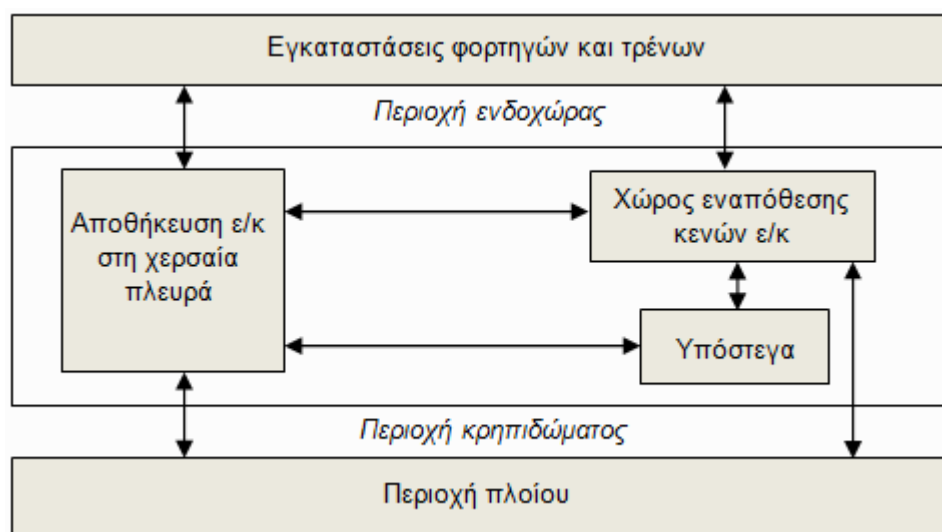 Εγκαταστάσεις φορτηγών και τρένων
Περιοχή ενδοχώρας
Αποθήκευση ε/κ
στη χερσαία
πλευρά
Χώρος εναπόθεσης
κενών ε/κ
Υπόστεγα
Περιοχή κρηπιδώματος
Περιοχή πλοίου